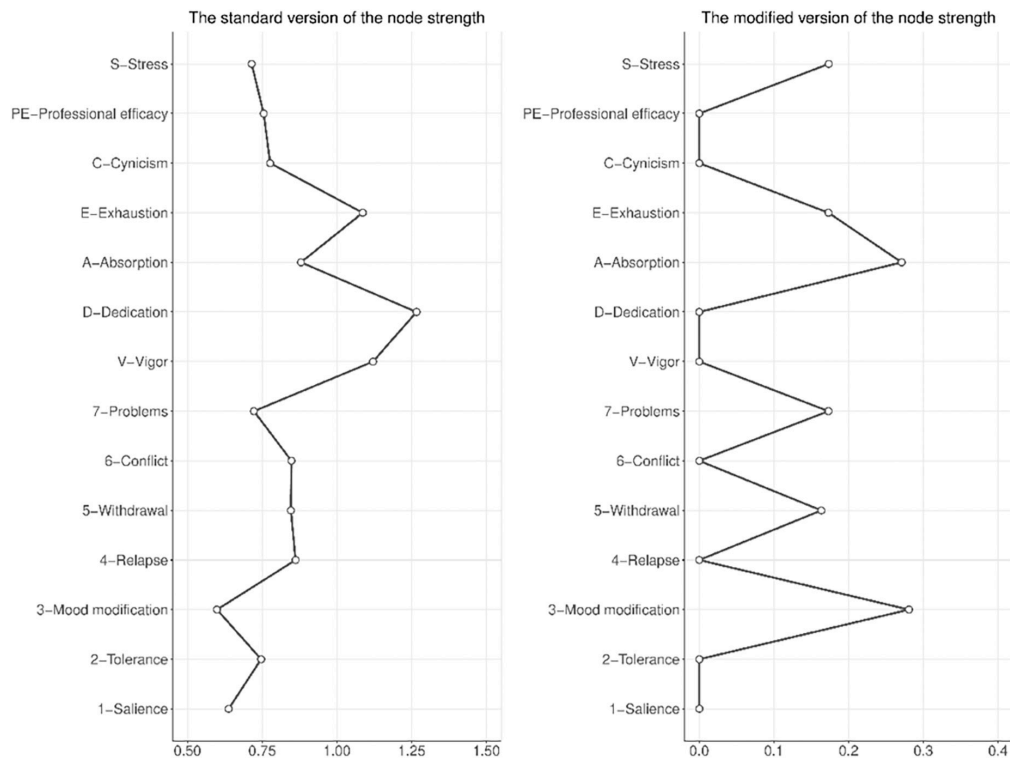 The standard version of the node strength
S−Stress
PE−Professional efficacy
C−Cynicism
E−Exhaustion
A−Absorption
D−Dedication
V−Vigor
7−Problems
6−Conflict
5−Withdrawal
4−Relapse
3−Mood modification
2−Tolerance
1−Salience
0.50 0.75 1.00 1.25 1.50
The modified version of the node strength
S−Stress
PE−Professional efficacy
C−Cynicism
E−Exhaustion
A−Absorption
D−Dedication
V−Vigor
7−Problems
6−Conflict
5−Withdrawal
4−Relapse
3−Mood modification
2−Tolerance
1−Salience
0.0 0.1 0.2 0.3 0.4